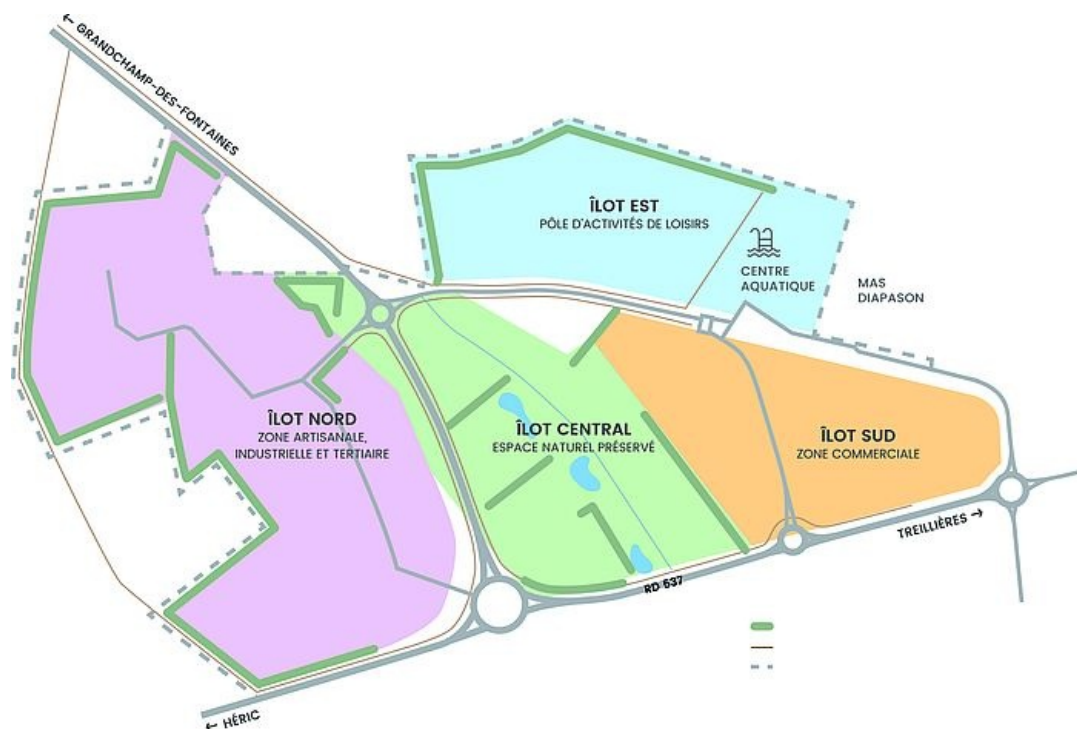 ← GRANDCHAMP-DES-FONTAINES
ÎLOT EST
PÔLE D'ACTIVITÉS DE LOISIRS
CENTRE
AQUATIQUE
MAS
DIAPASON
ÎLOT NORD
ZONE ARTISANALE,
INDUSTRIELLE ET TERTIAIRE
ÎLOT CENTRAL
ESPACE NATUREL PRÉSERVÉ
ÎLOT SUD
ZONE COMMERCIALE
TREILLIÈRES →
RD 537
← HÉRIC